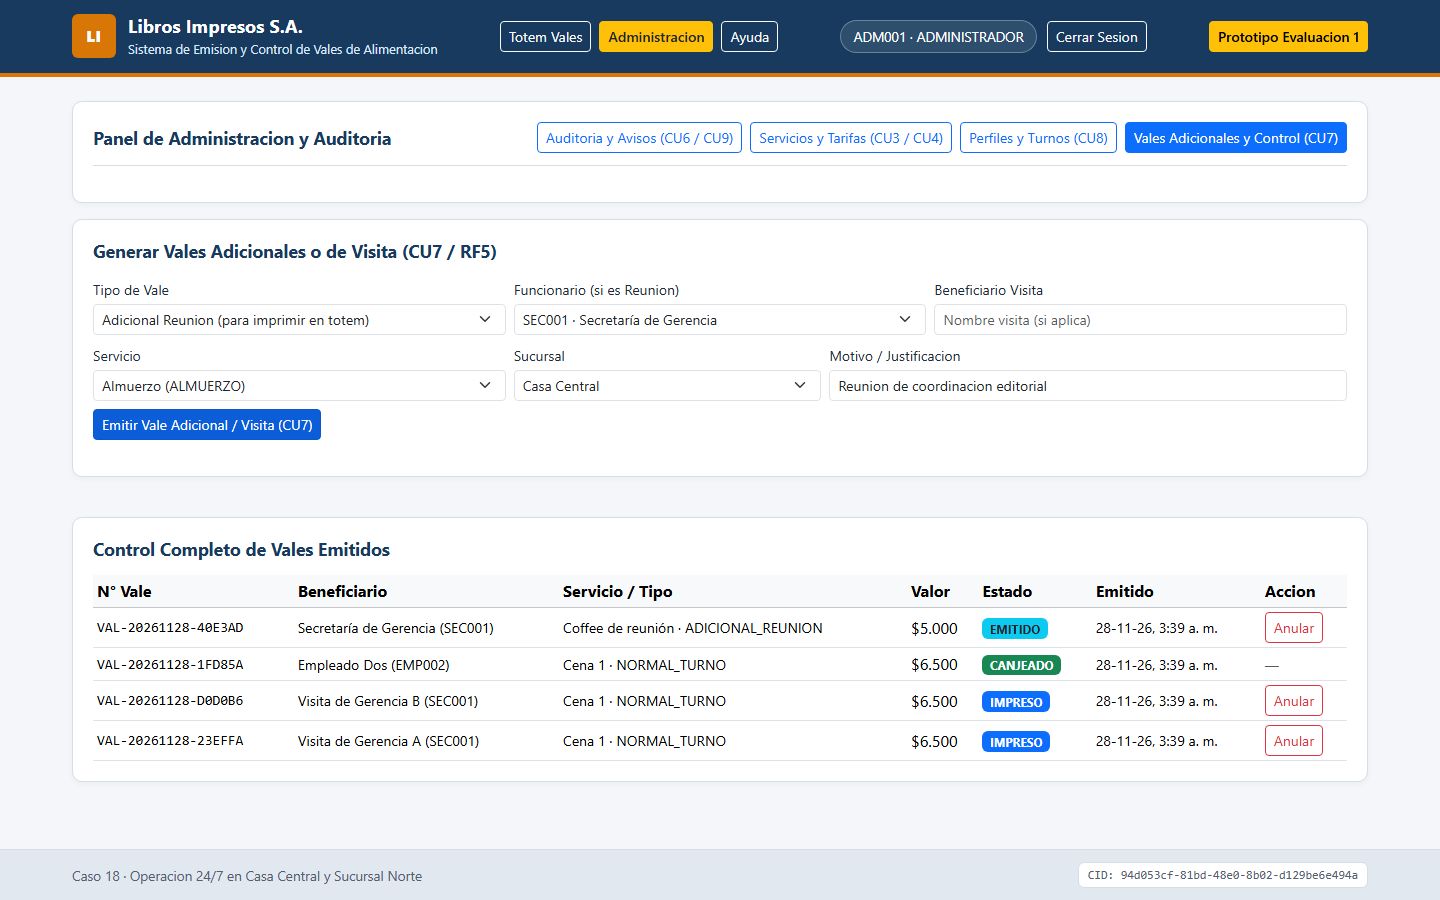 LI
Libros Impresos S.A.
Sistema de Emision y Control de Vales de Alimentacion
Totem Vales
Administracion
Ayuda
ADM001 · ADMINISTRADOR
Cerrar Sesion
Prototipo Evaluacion 1
Panel de Administracion y Auditoria
Auditoria y Avisos (CU6 / CU9)
Servicios y Tarifas (CU3 / CU4)
Perfiles y Turnos (CU8)
Vales Adicionales y Control (CU7)
Generar Vales Adicionales o de Visita (CU7 / RF5)
Tipo de Vale
Funcionario (si es Reunion)
Beneficiario Visita
Adicional Reunion (para imprimir en totem)
SEC001 · Secretaría de Gerencia
Nombre visita (si aplica)
Servicio
Sucursal
Motivo / Justificacion
Almuerzo (ALMUERZO)
Casa Central
Reunion de coordinacion editorial
Emitir Vale Adicional / Visita (CU7)
Control Completo de Vales Emitidos
N° Vale Beneficiario Servicio / Tipo Valor Estado Emitido Accion
VAL-20261128-40E3AD Secretaría de Gerencia (SEC001) Coffee de reunión · ADICIONAL_REUNION $5.000 EMITIDO 28-11-26, 3:39 a. m. Anular
VAL-20261128-1FD85A Empleado Dos (EMP002) Cena 1 · NORMAL_TURNO $6.500 CANJEADO 28-11-26, 3:39 a. m. —
VAL-20261128-D0D0B6 Visita de Gerencia B (SEC001) Cena 1 · NORMAL_TURNO $6.500 IMPRESO 28-11-26, 3:39 a. m. Anular
VAL-20261128-23EFFA Visita de Gerencia A (SEC001) Cena 1 · NORMAL_TURNO $6.500 IMPRESO 28-11-26, 3:39 a. m. Anular
Caso 18 · Operacion 24/7 en Casa Central y Sucursal Norte
CID: 94d053cf-81bd-48e0-8b02-d129be6e494a